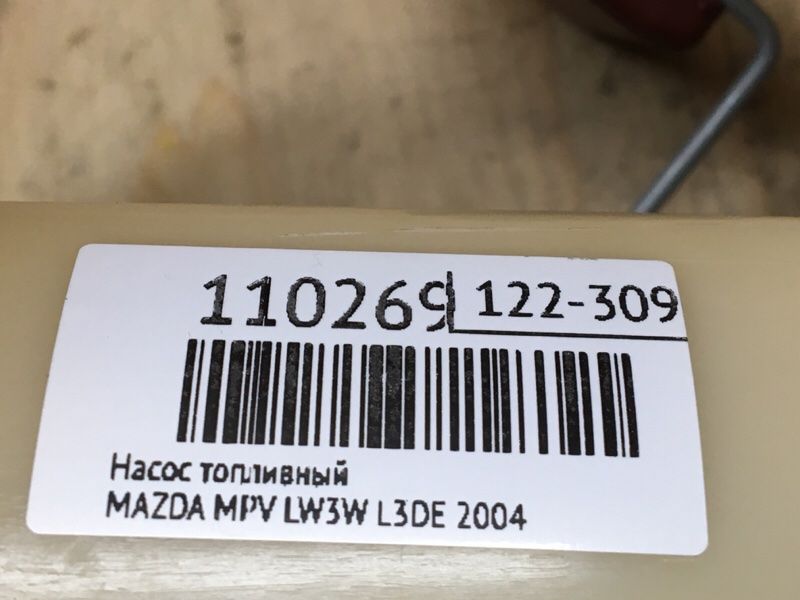 110269 122-309
Насос топливный
MAZDA MPV LW3W L3DE 2004